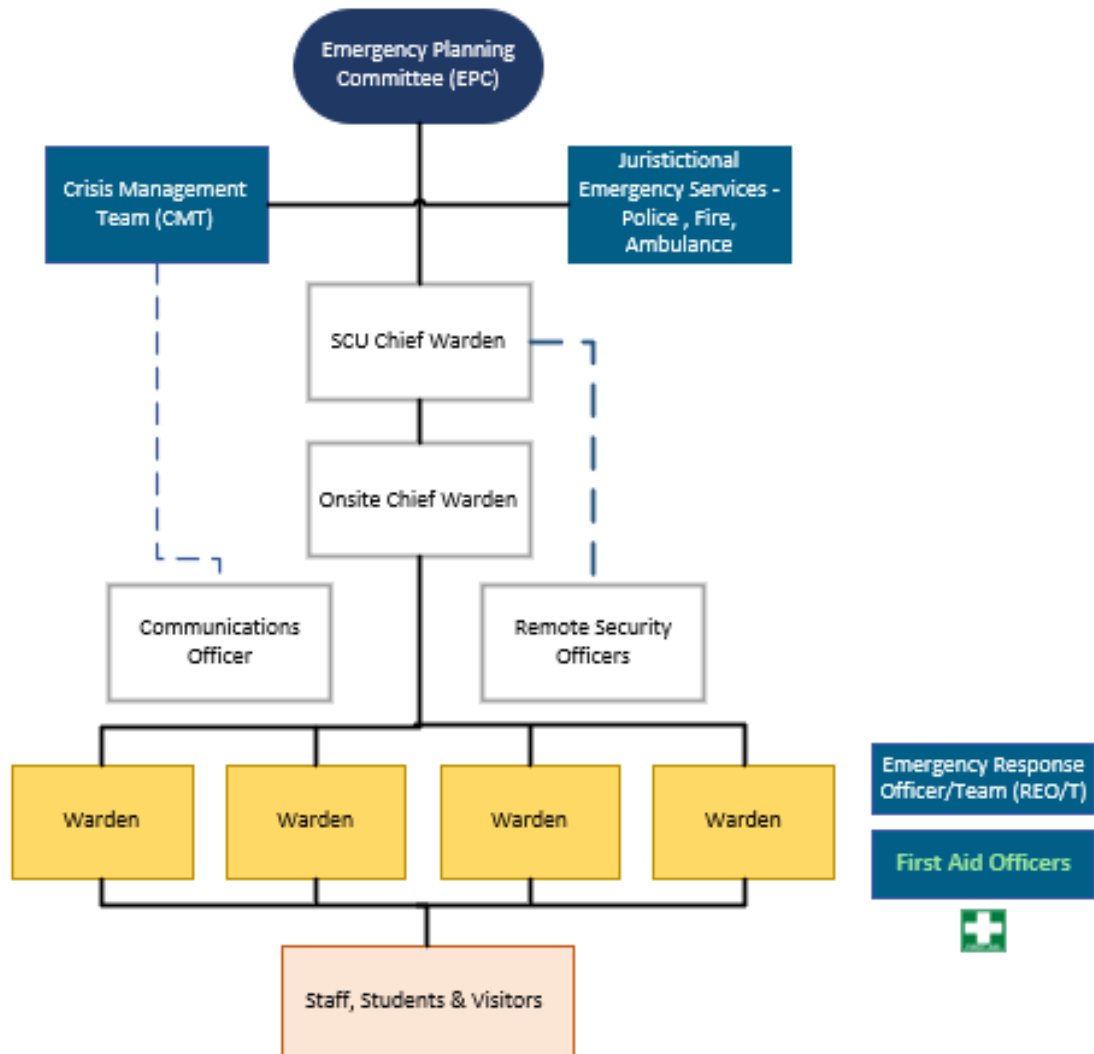 Emergency Planning
Committee (EPC)
Crisis Management
Team (CMT)
Juristictional
Emergency Services -
Police , Fire,
Ambulance
SCU Chief Warden
Onsite Chief Warden
Communications
Officer
Remote Security
Officers
Warden
Warden
Warden
Warden
Emergency Response
Officer/Team (REO/T)
First Aid Officers
Staff, Students & Visitors